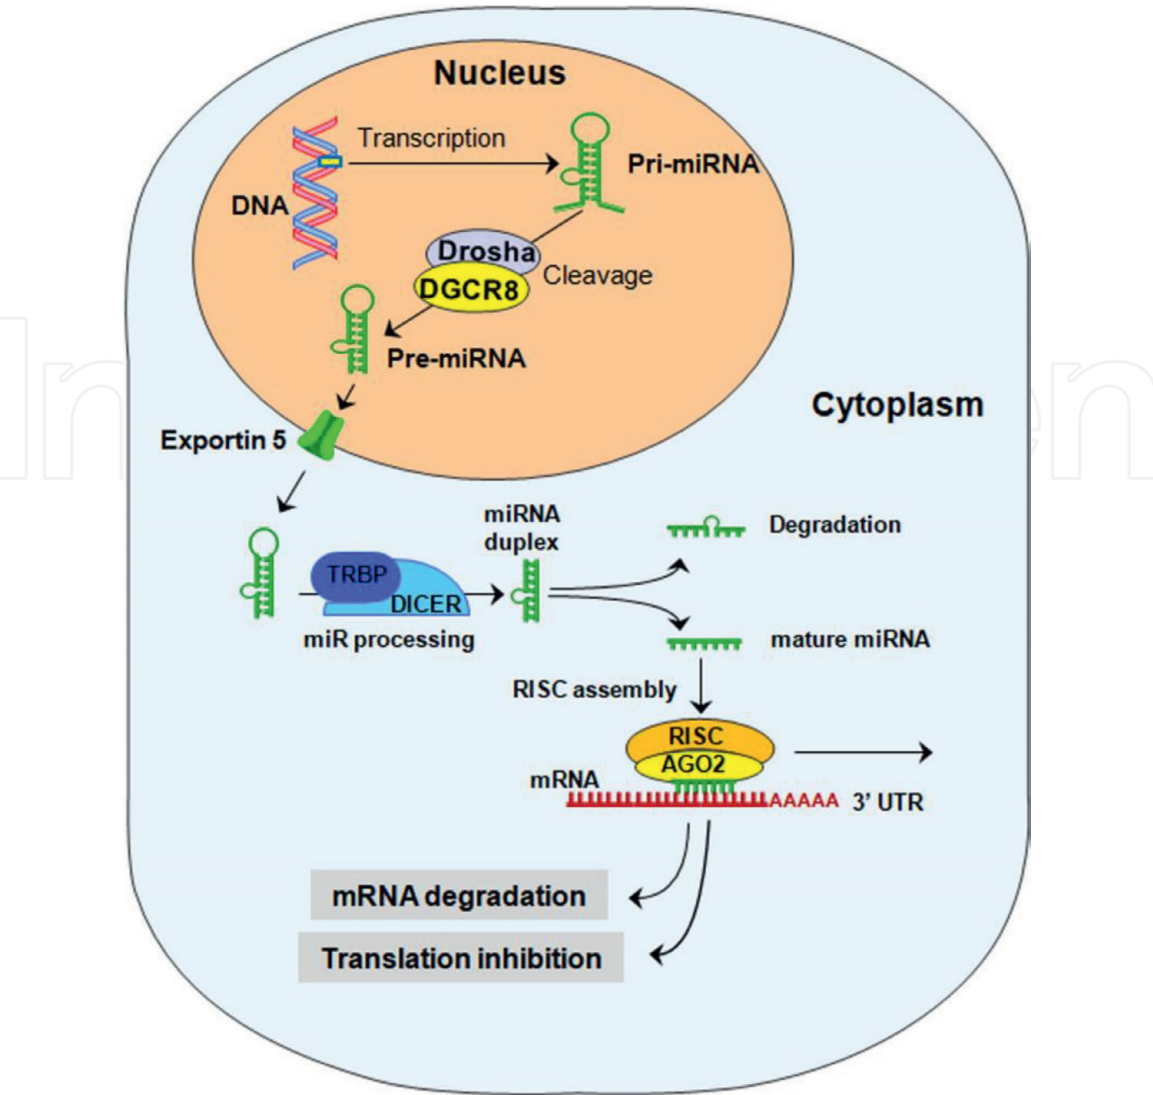 Nucleus
Transcription
Pri-miRNA
DNA
Drosha
Cleavage
DGCR8
Pre-miRNA
Cytoplasm
Exportin 5
miRNA
duplex
Degradation
TRBP
DICER
miR processing
mature miRNA
RISC assembly
RISC
AGO2
mRNA
AAAAA 3' UTR
mRNA degradation
Translation inhibition